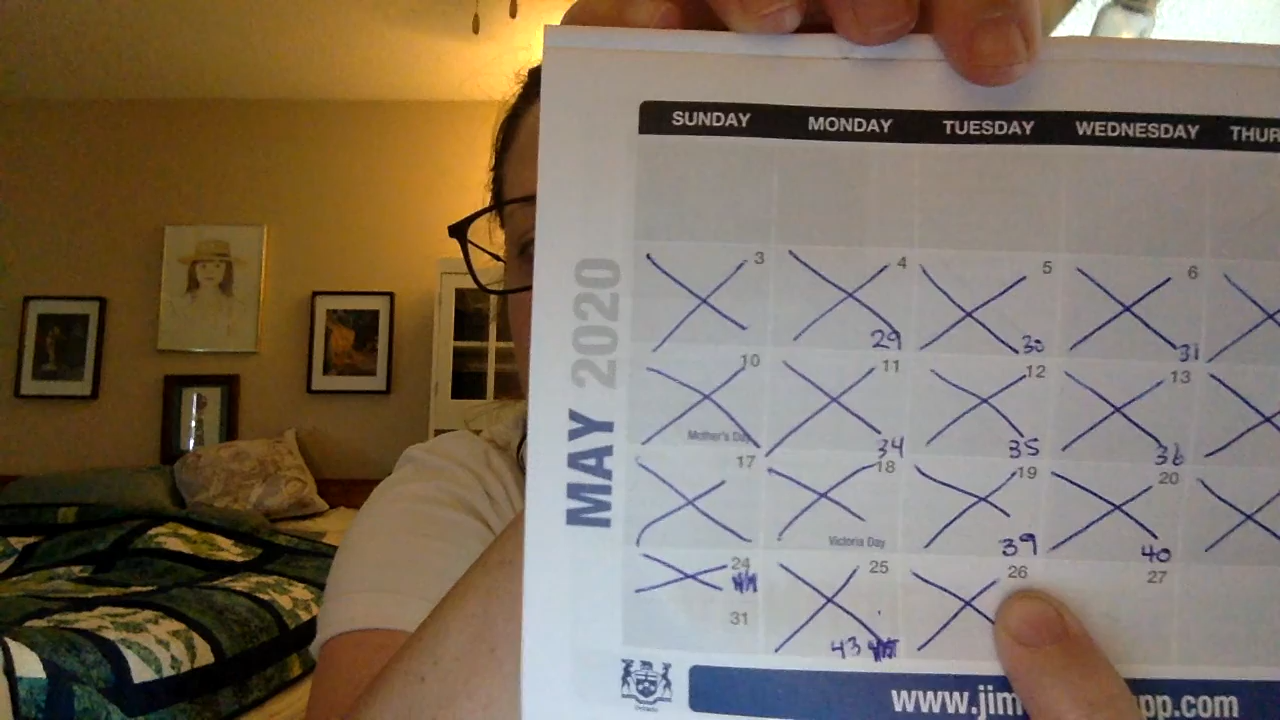 SUNDAY MONDAY TUESDAY WEDNESDAY THUR
MAY 2020
3 4 5 6
29 30 31
10 11 12 13
Mother's Day
34 35 36
17 18 19 20
Victoria Day
39 40
24 25 26 27
31
43
Ontario
www.jim pp.com